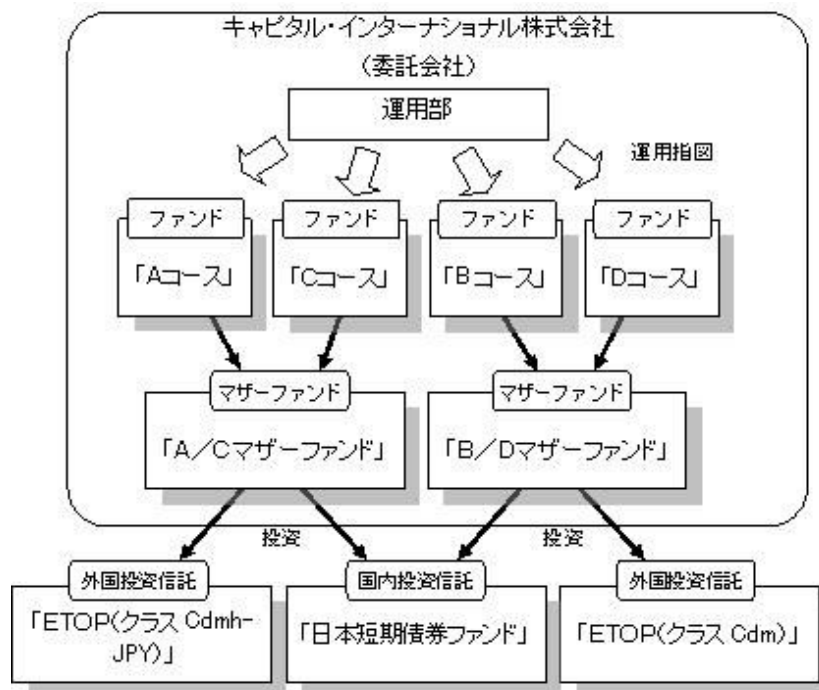 キャピタル・インターナショナル株式会社
（委託会社）
運用部
運用指図
ファンド
ファンド
ファンド
ファンド
「Aコース」
「Cコース」
「Bコース」
「Dコース」
マザーファンド
マザーファンド
「A／Cマザーファンド」
「B／Dマザーファンド」
投資
投資
外国投資信託
国内投資信託
外国投資信託
「ETOP(クラス Cdmh-
JPY)」
「日本短期債券ファンド」
「ETOP(クラス Cdm)」